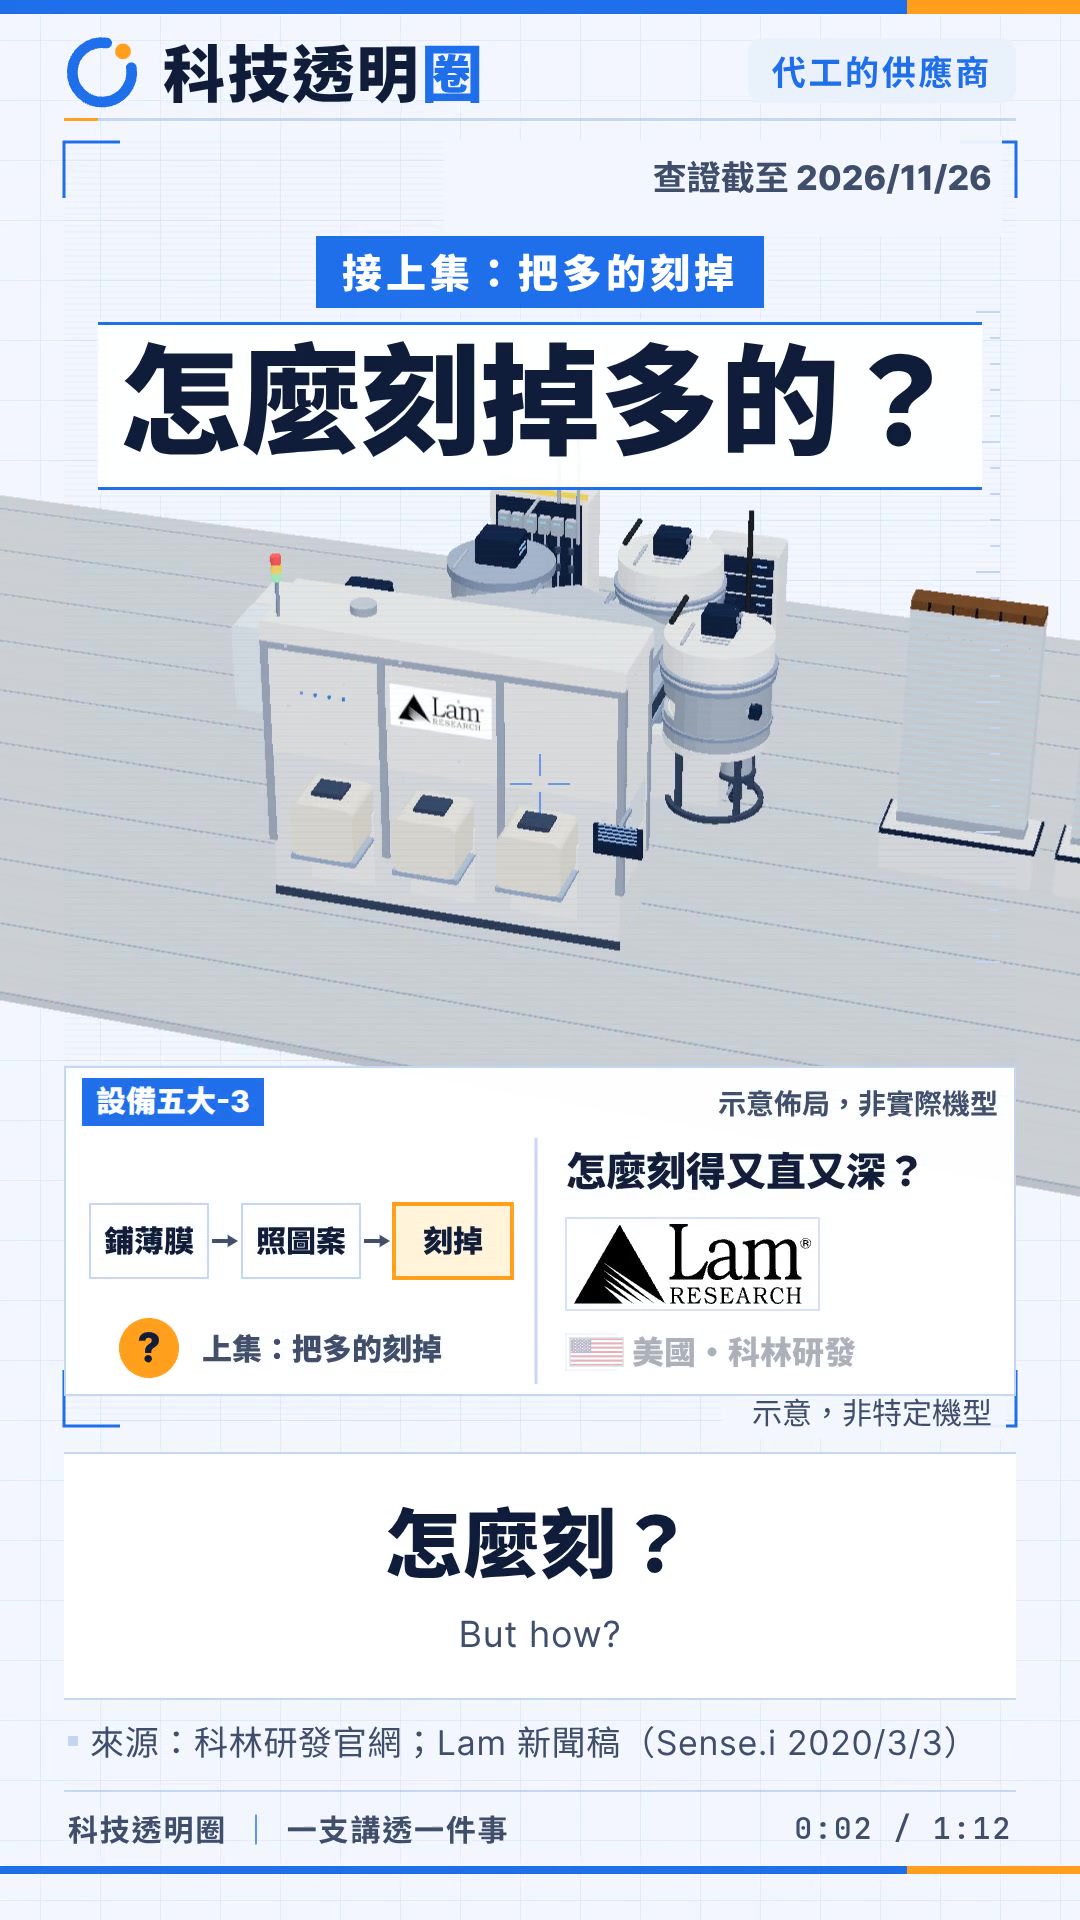 科技透明圈
代工的供應商
查證截至 2026/11/26
接上集：把多的刻掉
怎麼刻掉多的？
Lam
RESEARCH
設備五大-3
示意佈局，非實際機型
怎麼刻得又直又深？
鋪薄膜→照圖案→刻掉
Lam®
RESEARCH
? 上集：把多的刻掉
美國・科林研發
示意，非特定機型
怎麼刻？
But how?
來源：科林研發官網；Lam 新聞稿（Sense.i 2020/3/3）
科技透明圈｜一支講透一件事
0:02 / 1:12